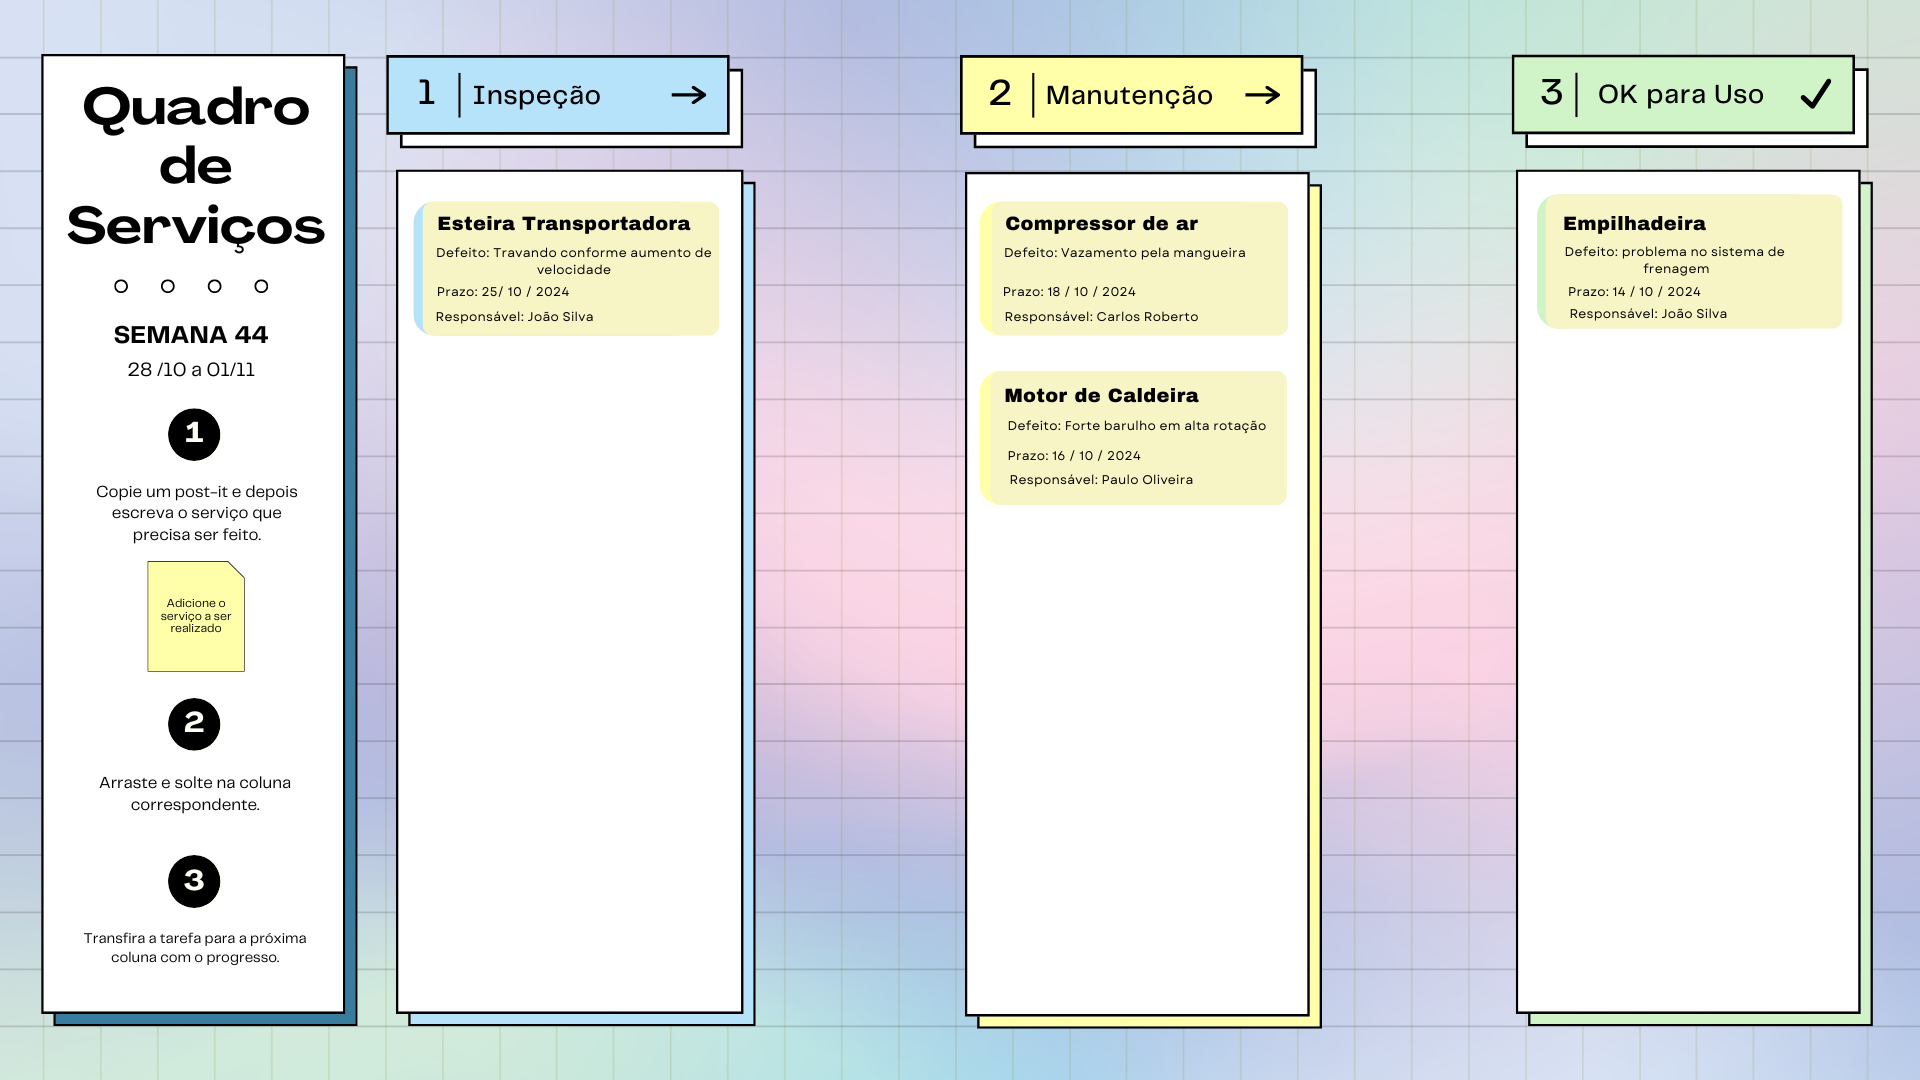 Quadro
de
Serviços
SEMANA 44
28 /10 a 01/11
1
Copie um post-it e depois
escreva o serviço que
precisa ser feito.
Adicione o
serviço a ser
realizado
2
Arraste e solte na coluna
correspondente.
3
Transfira a tarefa para a próxima
coluna com o progresso.
1 Inspeção
Esteira Transportadora
Defeito: Travando conforme aumento de
velocidade
Prazo: 25/ 10 / 2024
Responsável: João Silva
2 Manutenção
Compressor de ar
Defeito: Vazamento pela mangueira
Prazo: 18 / 10 / 2024
Responsável: Carlos Roberto
Motor de Caldeira
Defeito: Forte barulho em alta rotação
Prazo: 16 / 10 / 2024
Responsável: Paulo Oliveira
3 OK para Uso
Empilhadeira
Defeito: problema no sistema de
frenagem
Prazo: 14 / 10 / 2024
Responsável: João Silva